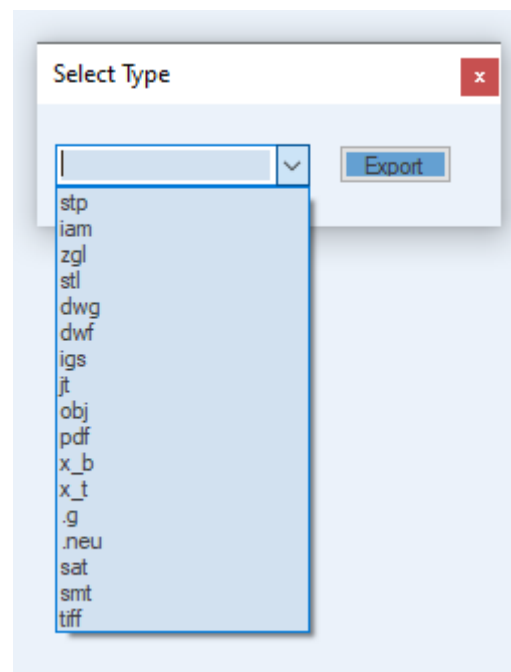 Select Type
x
Export
stp
iam
zgl
stl
dwg
dwf
igs
jt
obj
pdf
x_b
x_t
.g
.neu
sat
smt
tiff